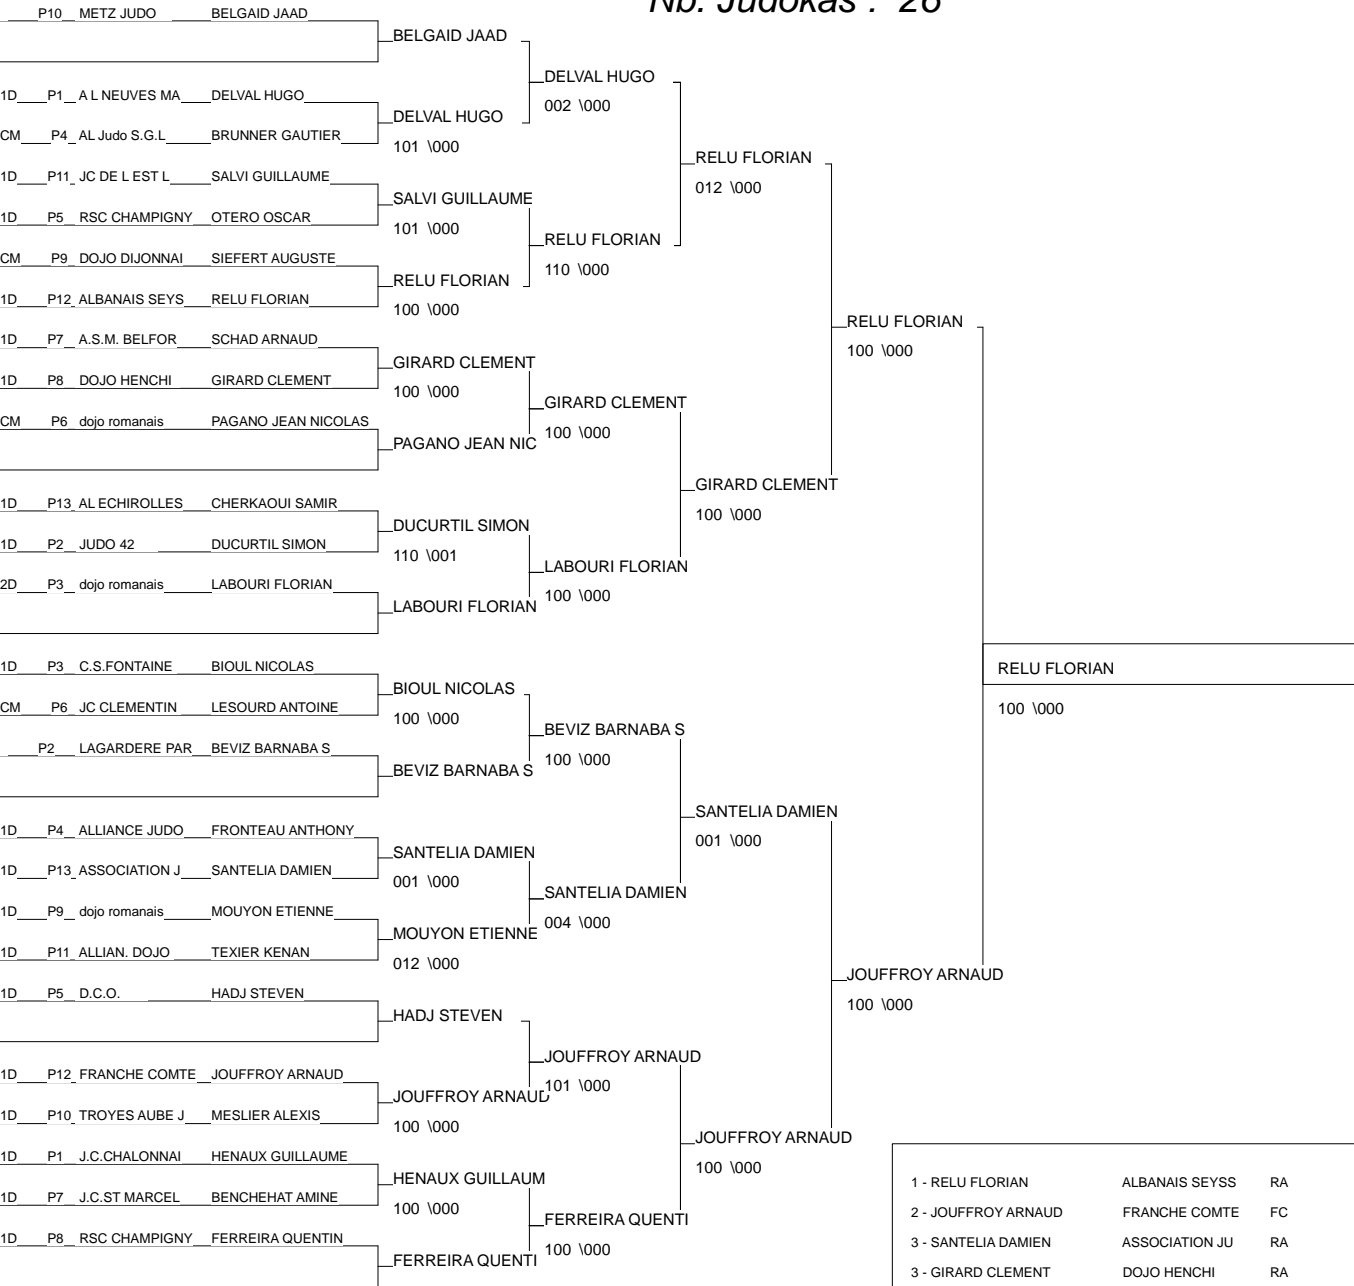 Nb. Judokas : 26
P10 METZ JUDO BELGAID JAAD
BELGAID JAAD
DELVAL HUGO
002 \000
1D P1 A L NEUVES MA DELVAL HUGO
DELVAL HUGO
101 \000
CM P4 AL Judo S.G.L BRUNNER GAUTIER
RELU FLORIAN
012 \000
1D P11 JC DE L EST L SALVI GUILLAUME
SALVI GUILLAUME
101 \000
1D P5 RSC CHAMPIGNY OTERO OSCAR
RELU FLORIAN
110 \000
CM P9 DOJO DIJONNAI SIEFERT AUGUSTE
RELU FLORIAN
100 \000
1D P12 ALBANAIS SEYS RELU FLORIAN
RELU FLORIAN
100 \000
1D P7 A.S.M. BELFOR SCHAD ARNAUD
GIRARD CLEMENT
100 \000
1D P8 DOJO HENCHI GIRARD CLEMENT
GIRARD CLEMENT
100 \000
CM P6 dojo romanais PAGANO JEAN NICOLAS
PAGANO JEAN NIC
GIRARD CLEMENT
100 \000
1D P13 AL ECHIROLLES CHERKAOUI SAMIR
DUCURTIL SIMON
110 \001
1D P2 JUDO 42 DUCURTIL SIMON
LABOURI FLORIAN
100 \000
2D P3 dojo romanais LABOURI FLORIAN
LABOURI FLORIAN
RELU FLORIAN
100 \000
1D P3 C.S.FONTAINE BIOUL NICOLAS
BIOUL NICOLAS
100 \000
CM P6 JC CLEMENTIN LESOURD ANTOINE
BEVIZ BARNABA S
100 \000
P2 LAGARDERE PAR BEVIZ BARNABA S
BEVIZ BARNABA S
SANTELIA DAMIEN
001 \000
1D P4 ALLIANCE JUDO FRONTEAU ANTHONY
SANTELIA DAMIEN
001 \000
1D P13 ASSOCIATION J SANTELIA DAMIEN
SANTELIA DAMIEN
004 \000
1D P9 dojo romanais MOUYON ETIENNE
MOUYON ETIENNE
012 \000
1D P11 ALLIAN. DOJO TEXIER KENAN
JOUFFROY ARNAUD
100 \000
1D P5 D.C.O. HADJ STEVEN
HADJ STEVEN
JOUFFROY ARNAUD
101 \000
1D P12 FRANCHE COMTE JOUFFROY ARNAUD
JOUFFROY ARNAUD
100 \000
1D P10 TROYES AUBE J MESLIER ALEXIS
JOUFFROY ARNAUD
100 \000
1D P1 J.C.CHALONNAI HENAUX GUILLAUME
HENAUX GUILLAUM
100 \000
1D P7 J.C.ST MARCEL BENCHEHAT AMINE
FERREIRA QUENTI
100 \000
1D P8 RSC CHAMPIGNY FERREIRA QUENTIN
FERREIRA QUENTI
1 - RELU FLORIAN ALBANAIS SEYSS RA
2 - JOUFFROY ARNAUD FRANCHE COMTE FC
3 - SANTELIA DAMIEN ASSOCIATION JU RA
3 - GIRARD CLEMENT DOJO HENCHI RA